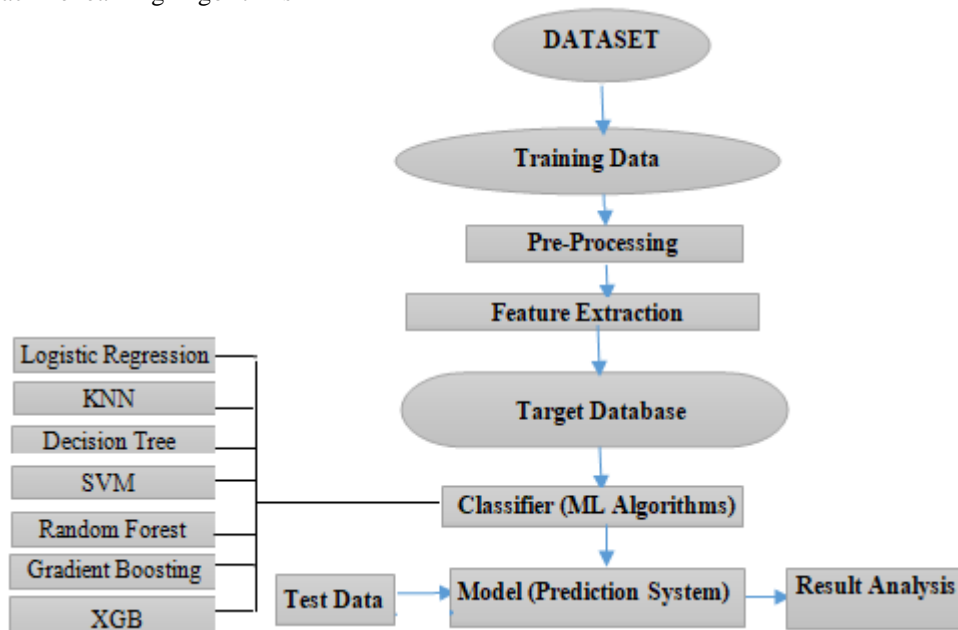 DATASET
Training Data
Pre-Processing
Feature Extraction
Target Database
Classifier (ML Algorithms)
Logistic Regression
KNN
Decision Tree
SVM
Random Forest
Gradient Boosting
XGB
Test Data
Model (Prediction System)
Result Analysis